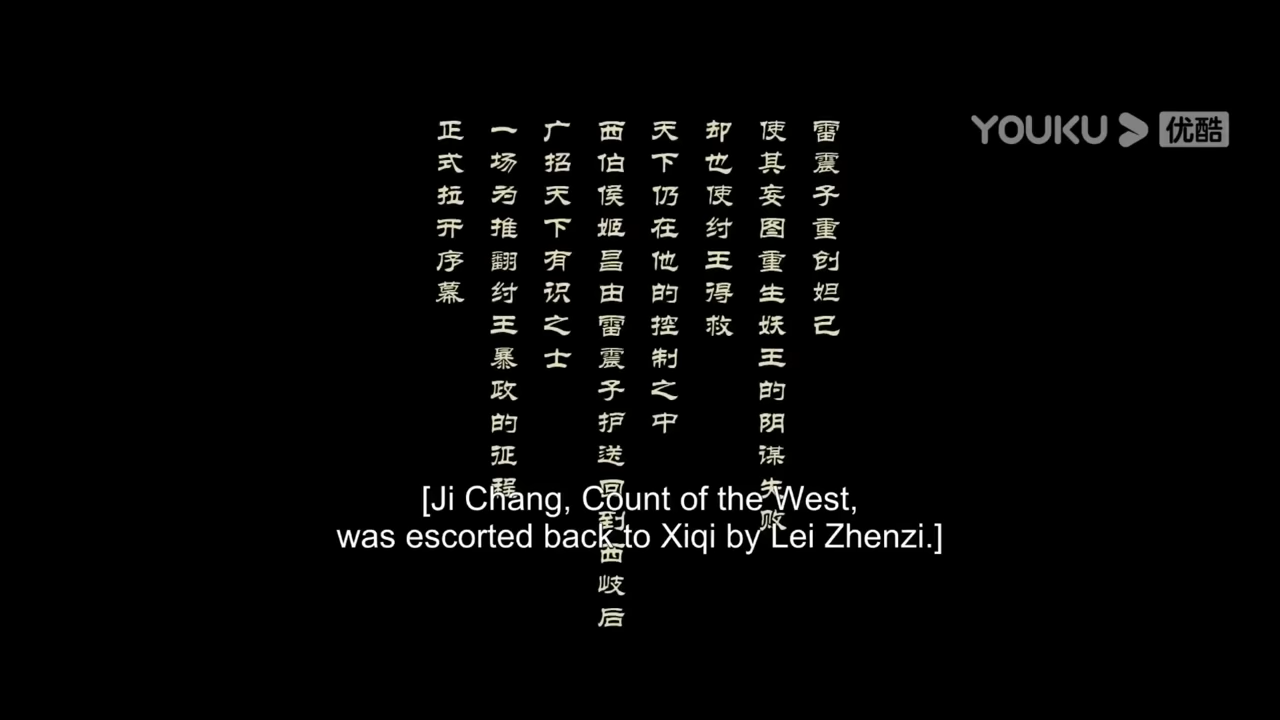 雷震子重创妲己
使其妄图重生妖王的阴谋失败
却也使纣王得救
天下仍在他的控制之中
西伯侯姬昌由雷震子护送回到西岐后
广招天下有识之士
一场为推翻纣王暴政的征程
正式拉开序幕
YOUKU 优酷
[Ji Chang, Count of the West,
was escorted back to Xiqi by Lei Zhenzi.]